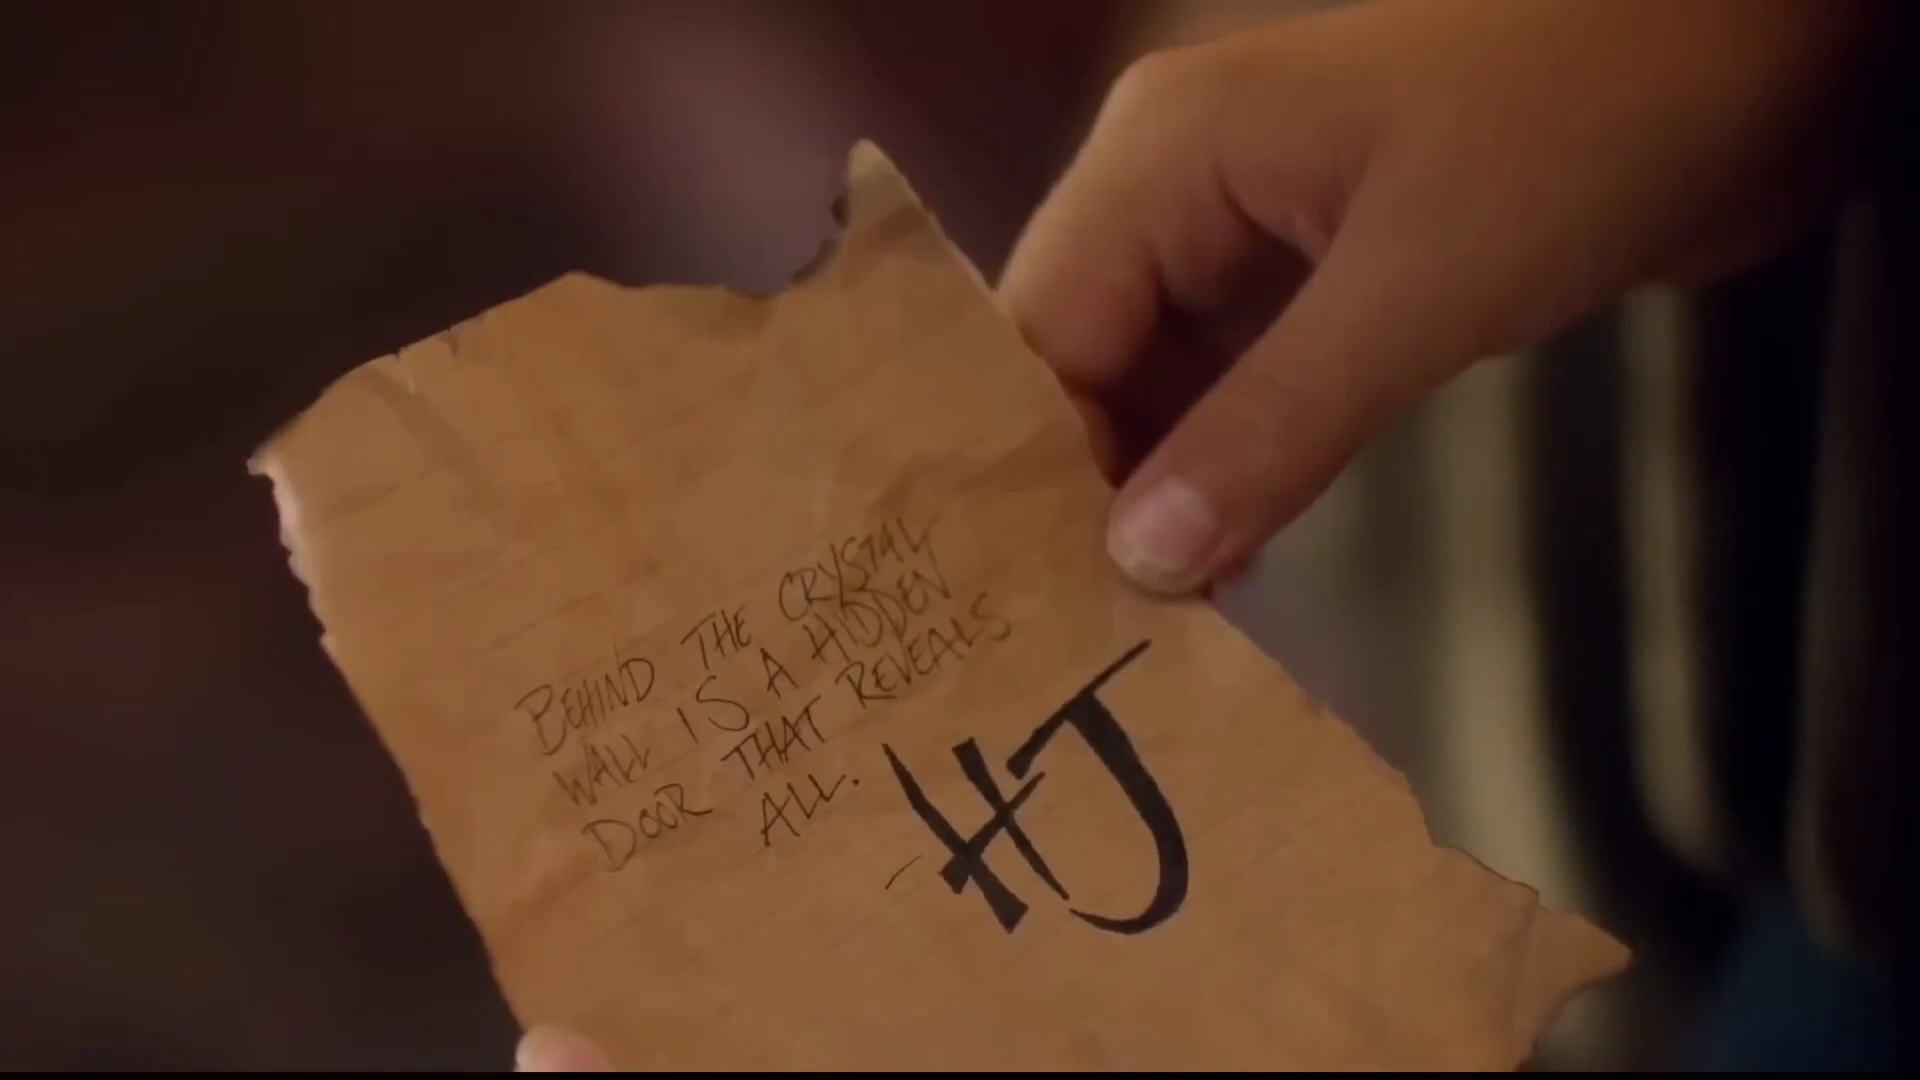 BEHIND THE CRYSTAL
WALL IS A HIDDEN
DOOR THAT REVEALS
ALL.
-HJ